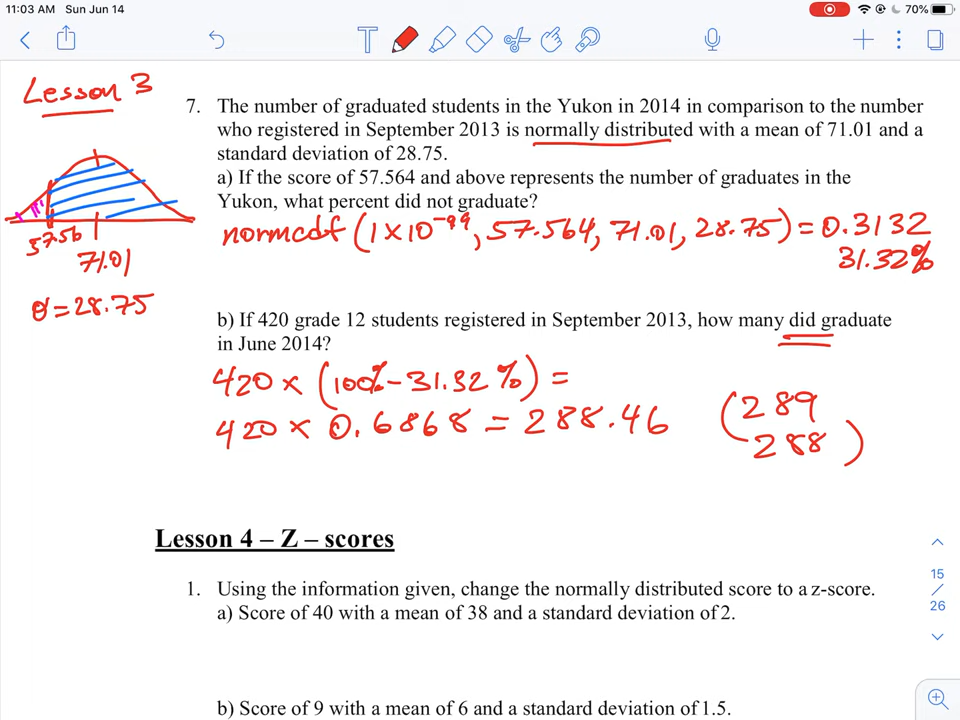 11:03 AM Sun Jun 14
70%
T
Lesson 3
7. The number of graduated students in the Yukon in 2014 in comparison to the number
who registered in September 2013 is normally distributed with a mean of 71.01 and a
standard deviation of 28.75.
a) If the score of 57.564 and above represents the number of graduates in the
Yukon, what percent did not graduate?
57.56
71.01
σ = 28.75
normcdf (1 × 10⁻⁹⁹, 57.564, 71.01, 28.75) = 0.3132
31.32%
b) If 420 grade 12 students registered in September 2013, how many did graduate
in June 2014?
420 × (100% - 31.32 %) =
420 × 0.6868 = 288.46
(289
288)
Lesson 4 – Z – scores
1. Using the information given, change the normally distributed score to a z-score.
a) Score of 40 with a mean of 38 and a standard deviation of 2.
b) Score of 9 with a mean of 6 and a standard deviation of 1.5.
15
/
26